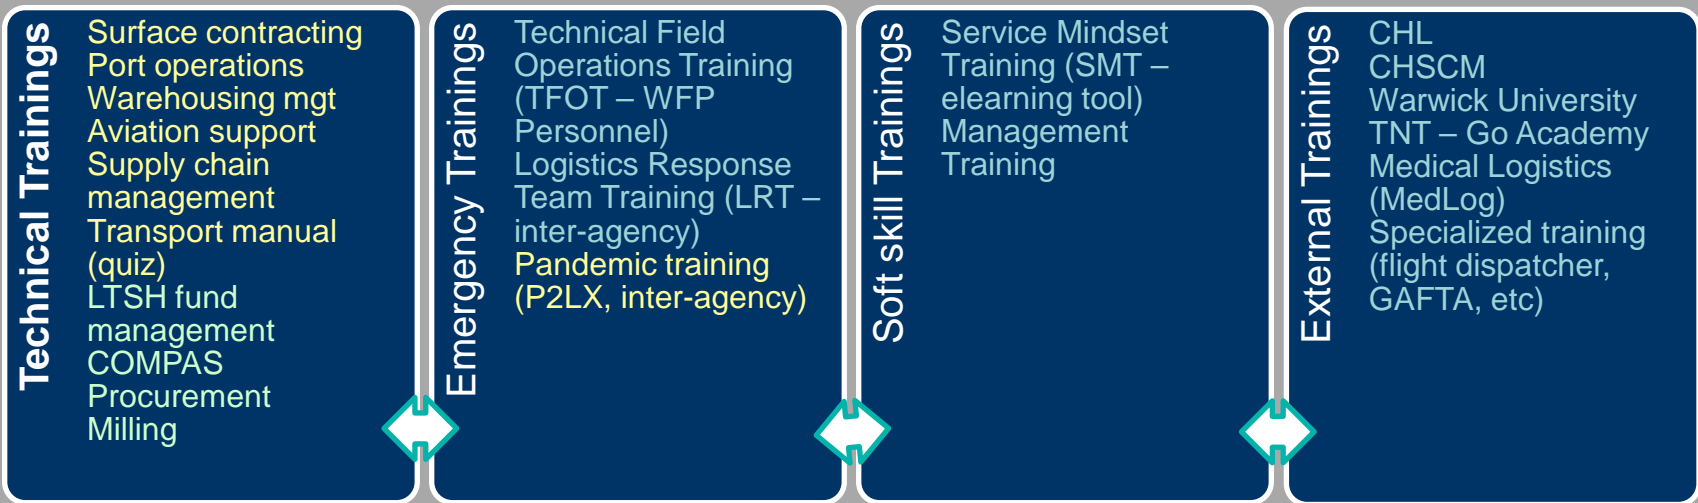 Technical Trainings
Surface contracting
Port operations
Warehousing mgt
Aviation support
Supply chain
management
Transport manual
(quiz)
LTSH fund
management
COMPAS
Procurement
Milling
Emergency Trainings
Technical Field
Operations Training
(TFOT – WFP
Personnel)
Logistics Response
Team Training (LRT –
inter-agency)
Pandemic training
(P2LX, inter-agency)
Soft skill Trainings
Service Mindset
Training (SMT –
elearning tool)
Management
Training
External Trainings
CHL
CHSCM
Warwick University
TNT – Go Academy
Medical Logistics
(MedLog)
Specialized training
(flight dispatcher,
GAFTA, etc)